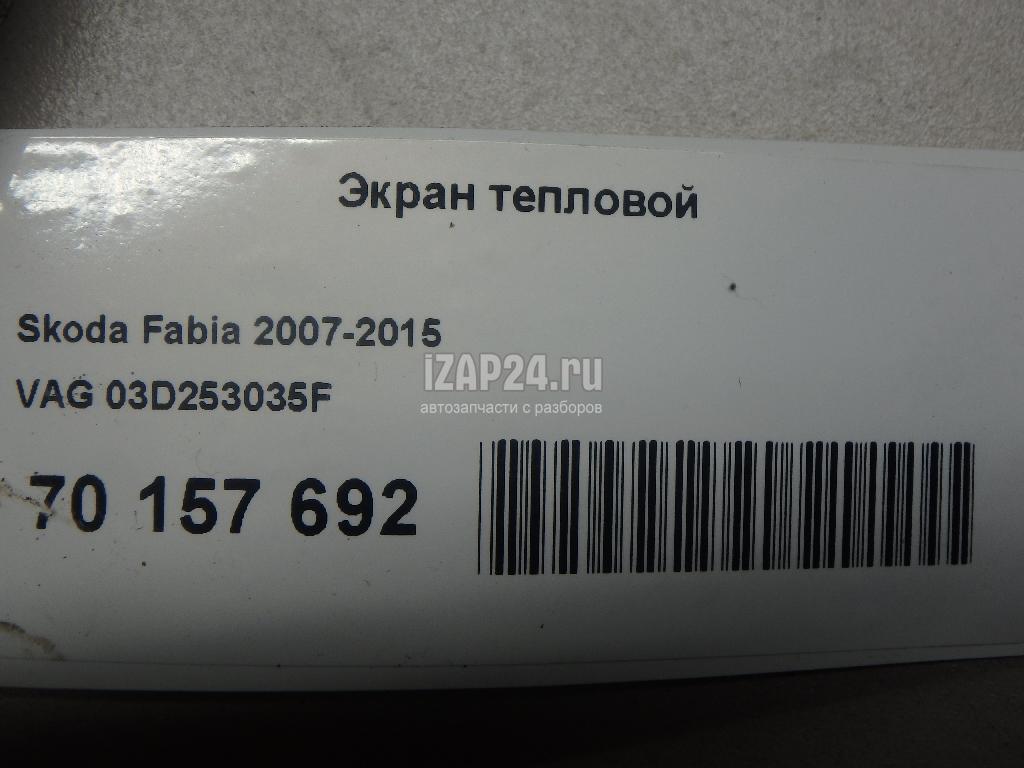 Экран тепловой
Skoda Fabia 2007-2015
iZAP24.ru
VAG 03D253035F
автозапчасти с разборов
70 157 692